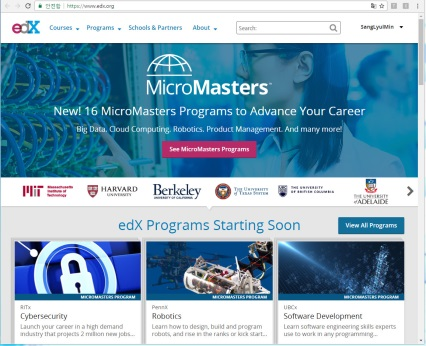 안전함 | https://www.edx.org
edX
Courses
Programs
Schools & Partners
About
Search:
SangLyulMin
MicroMasters
New! 16 MicroMasters Programs to Advance Your Career
Big Data. Cloud Computing. Robotics. Product Management. And many more!
See MicroMasters Programs
MIT
Massachusetts
Institute of
Technology
HARVARD
UNIVERSITY
Berkeley
UNIVERSITY OF CALIFORNIA
THE UNIVERSITY of
TEXAS SYSTEM
THE UNIVERSITY
OF BRITISH COLUMBIA
THE UNIVERSITY
of ADELAIDE
edX Programs Starting Soon
View All Programs
MICROMASTERS PROGRAM
RITx
Cybersecurity
Launch your career in a high demand
industry that projects 2 million new jobs...
MICROMASTERS PROGRAM
PennX
Robotics
Learn how to design, build and program
robots, and rise in the ranks or kick start...
MICROMASTERS PROGRAM
UBCx
Software Development
Learn software engineering skills experts
use to work in any programming...